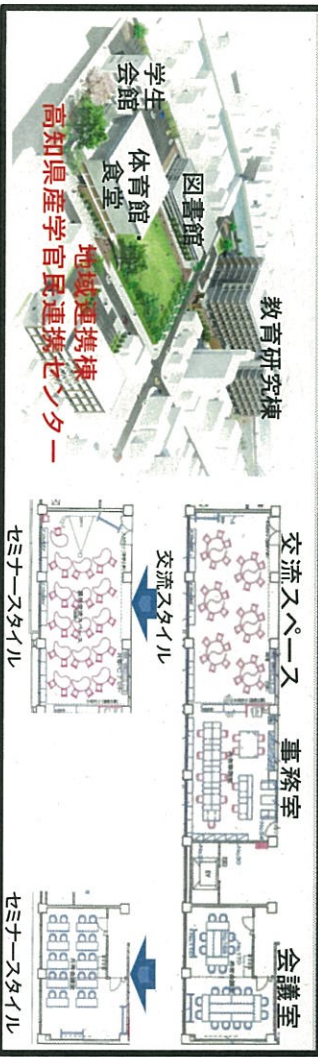 学生
会館
図書館
体育館・
食堂
教育研究棟
地域連携棟
高知県産学官民連携センター
交流スペース
事務室
会議室
交流スタイル
セミナースタイル
セミナースタイル
EV